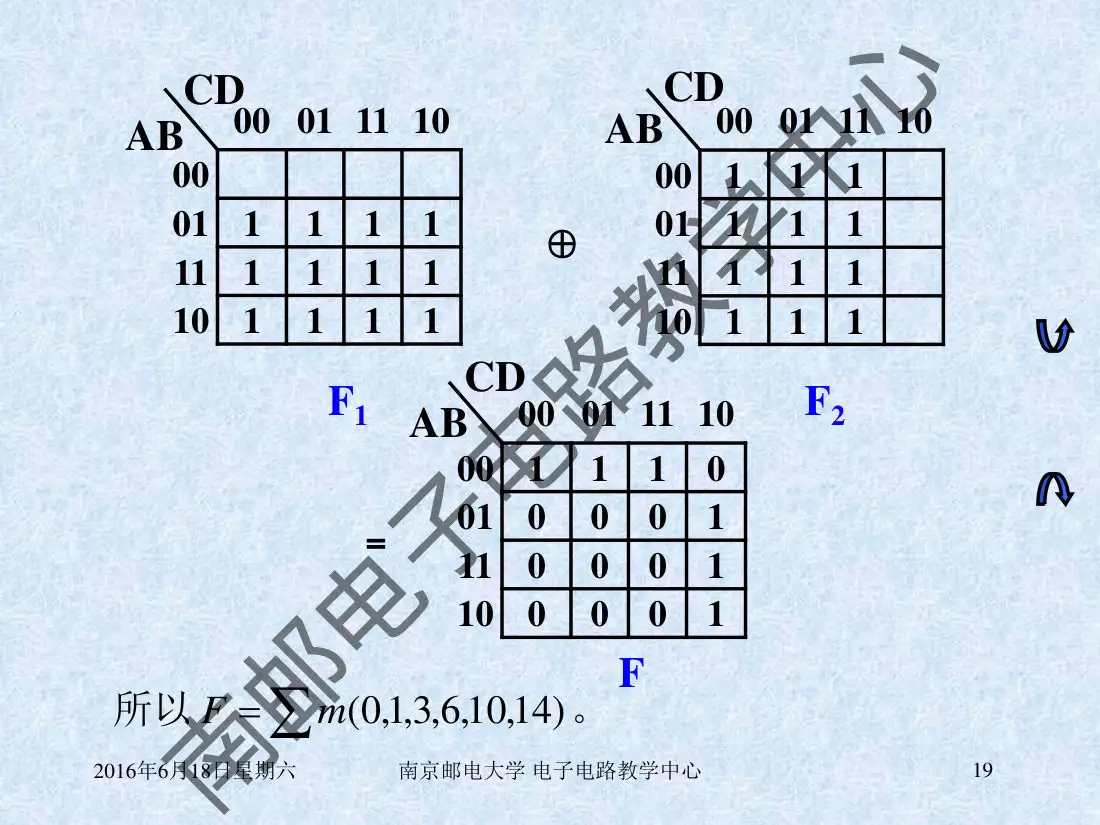 CD CD
AB 00 01 11 10 AB 00 01 11 10
00 00 1 1 1
01 1 1 1 1 ⊕ 01 1 1 1
11 1 1 1 1 11 1 1 1
10 1 1 1 1 10 1 1 1
F₁ F₂
CD
AB 00 01 11 10
00 1 1 1 0
01 0 0 0 1
= 11 0 0 0 1
10 0 0 0 1
F
所以 F = ∑ m(0,1,3,6,10,14)。
2016年6月18日星期六 南京邮电大学 电子电路教学中心 19
南邮电子电路教学中心